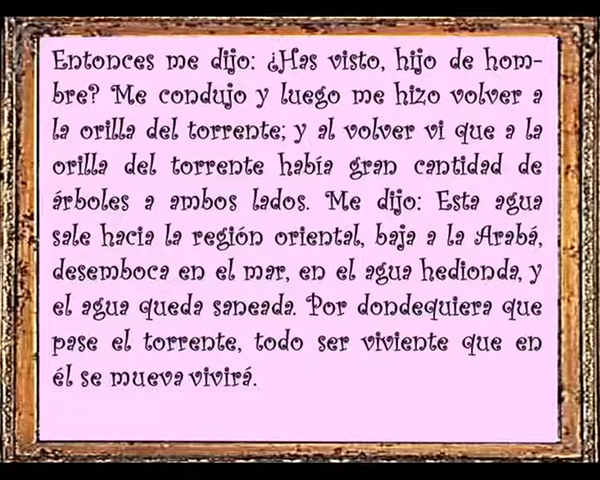 Entonces me dijo: ¿Has visto, hijo de hom-
bre? Me condujo y luego me hizo volver a
la orilla del torrente; y al volver vi que a la
orilla del torrente había gran cantidad de
árboles a ambos lados. Me dijo: Esta agua
sale hacia la región oriental, baja a la Arabá,
desemboca en el mar, en el agua hedionda, y
el agua queda saneada. Por dondequiera que
pase el torrente, todo ser viviente que en
él se mueva vivirá.